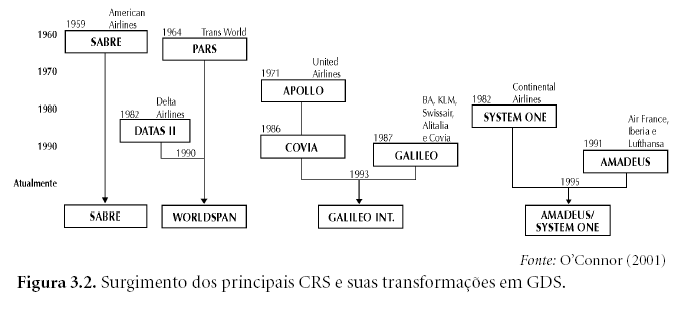 1959
American
Airlines
SABRE
1964
Trans World
PARS
1960
1970
1980
1990
Atualmente
1971
United
Airlines
APOLLO
1982
Delta
Airlines
DATAS II
1990
1986
COVIA
1987
BA, KLM,
Swissair,
Alitalia
e Covia
GALILEO
1993
1982
Continental
Airlines
SYSTEM ONE
1991
Air France,
Iberia e
Lufthansa
AMADEUS
1995
SABRE
WORLDSPAN
GALILEO INT.
AMADEUS/
SYSTEM ONE
Fonte: O'Connor (2001)
Figura 3.2. Surgimento dos principais CRS e suas transformações em GDS.